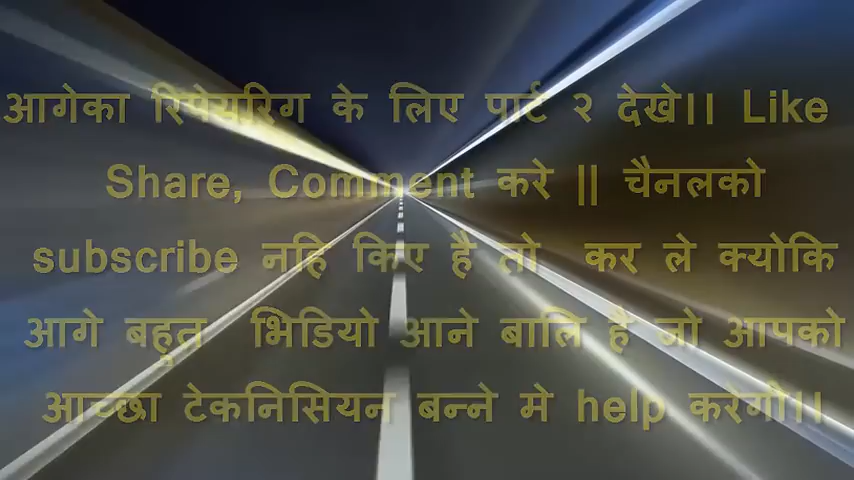 आगेका रिपेयरिग के लिए पार्ट २ देखे।। Like
Share, Comment करे || चैनलको
subscribe नहि किए है तो कर ले क्योकि
आगे बहूत भिडियो आने बालि है जो आपको
आच्छा टेकनिसियन बन्ने मे help करेगी।।